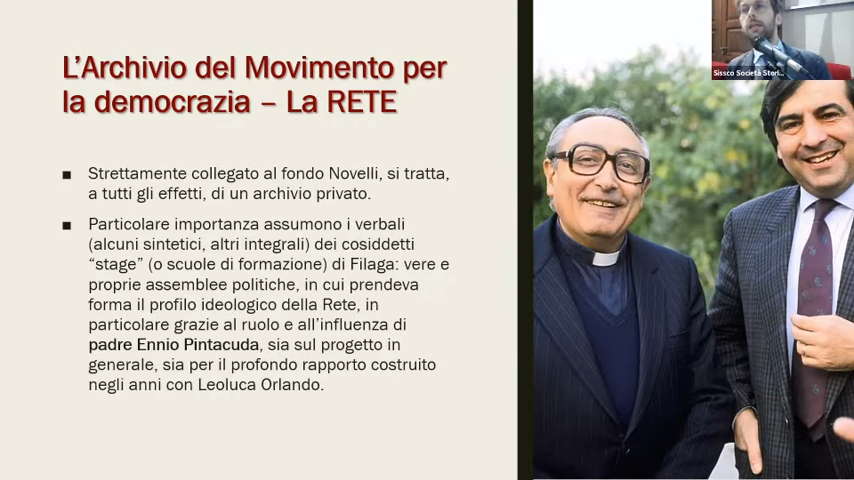 L’Archivio del Movimento per
la democrazia – La RETE
■ Strettamente collegato al fondo Novelli, si tratta,
a tutti gli effetti, di un archivio privato.
■ Particolare importanza assumono i verbali
(alcuni sintetici, altri integrali) dei cosiddetti
“stage” (o scuole di formazione) di Filaga: vere e
proprie assemblee politiche, in cui prendeva
forma il profilo ideologico della Rete, in
particolare grazie al ruolo e all’influenza di
padre Ennio Pintacuda, sia sul progetto in
generale, sia per il profondo rapporto costruito
negli anni con Leoluca Orlando.
Sissco Società Stori...